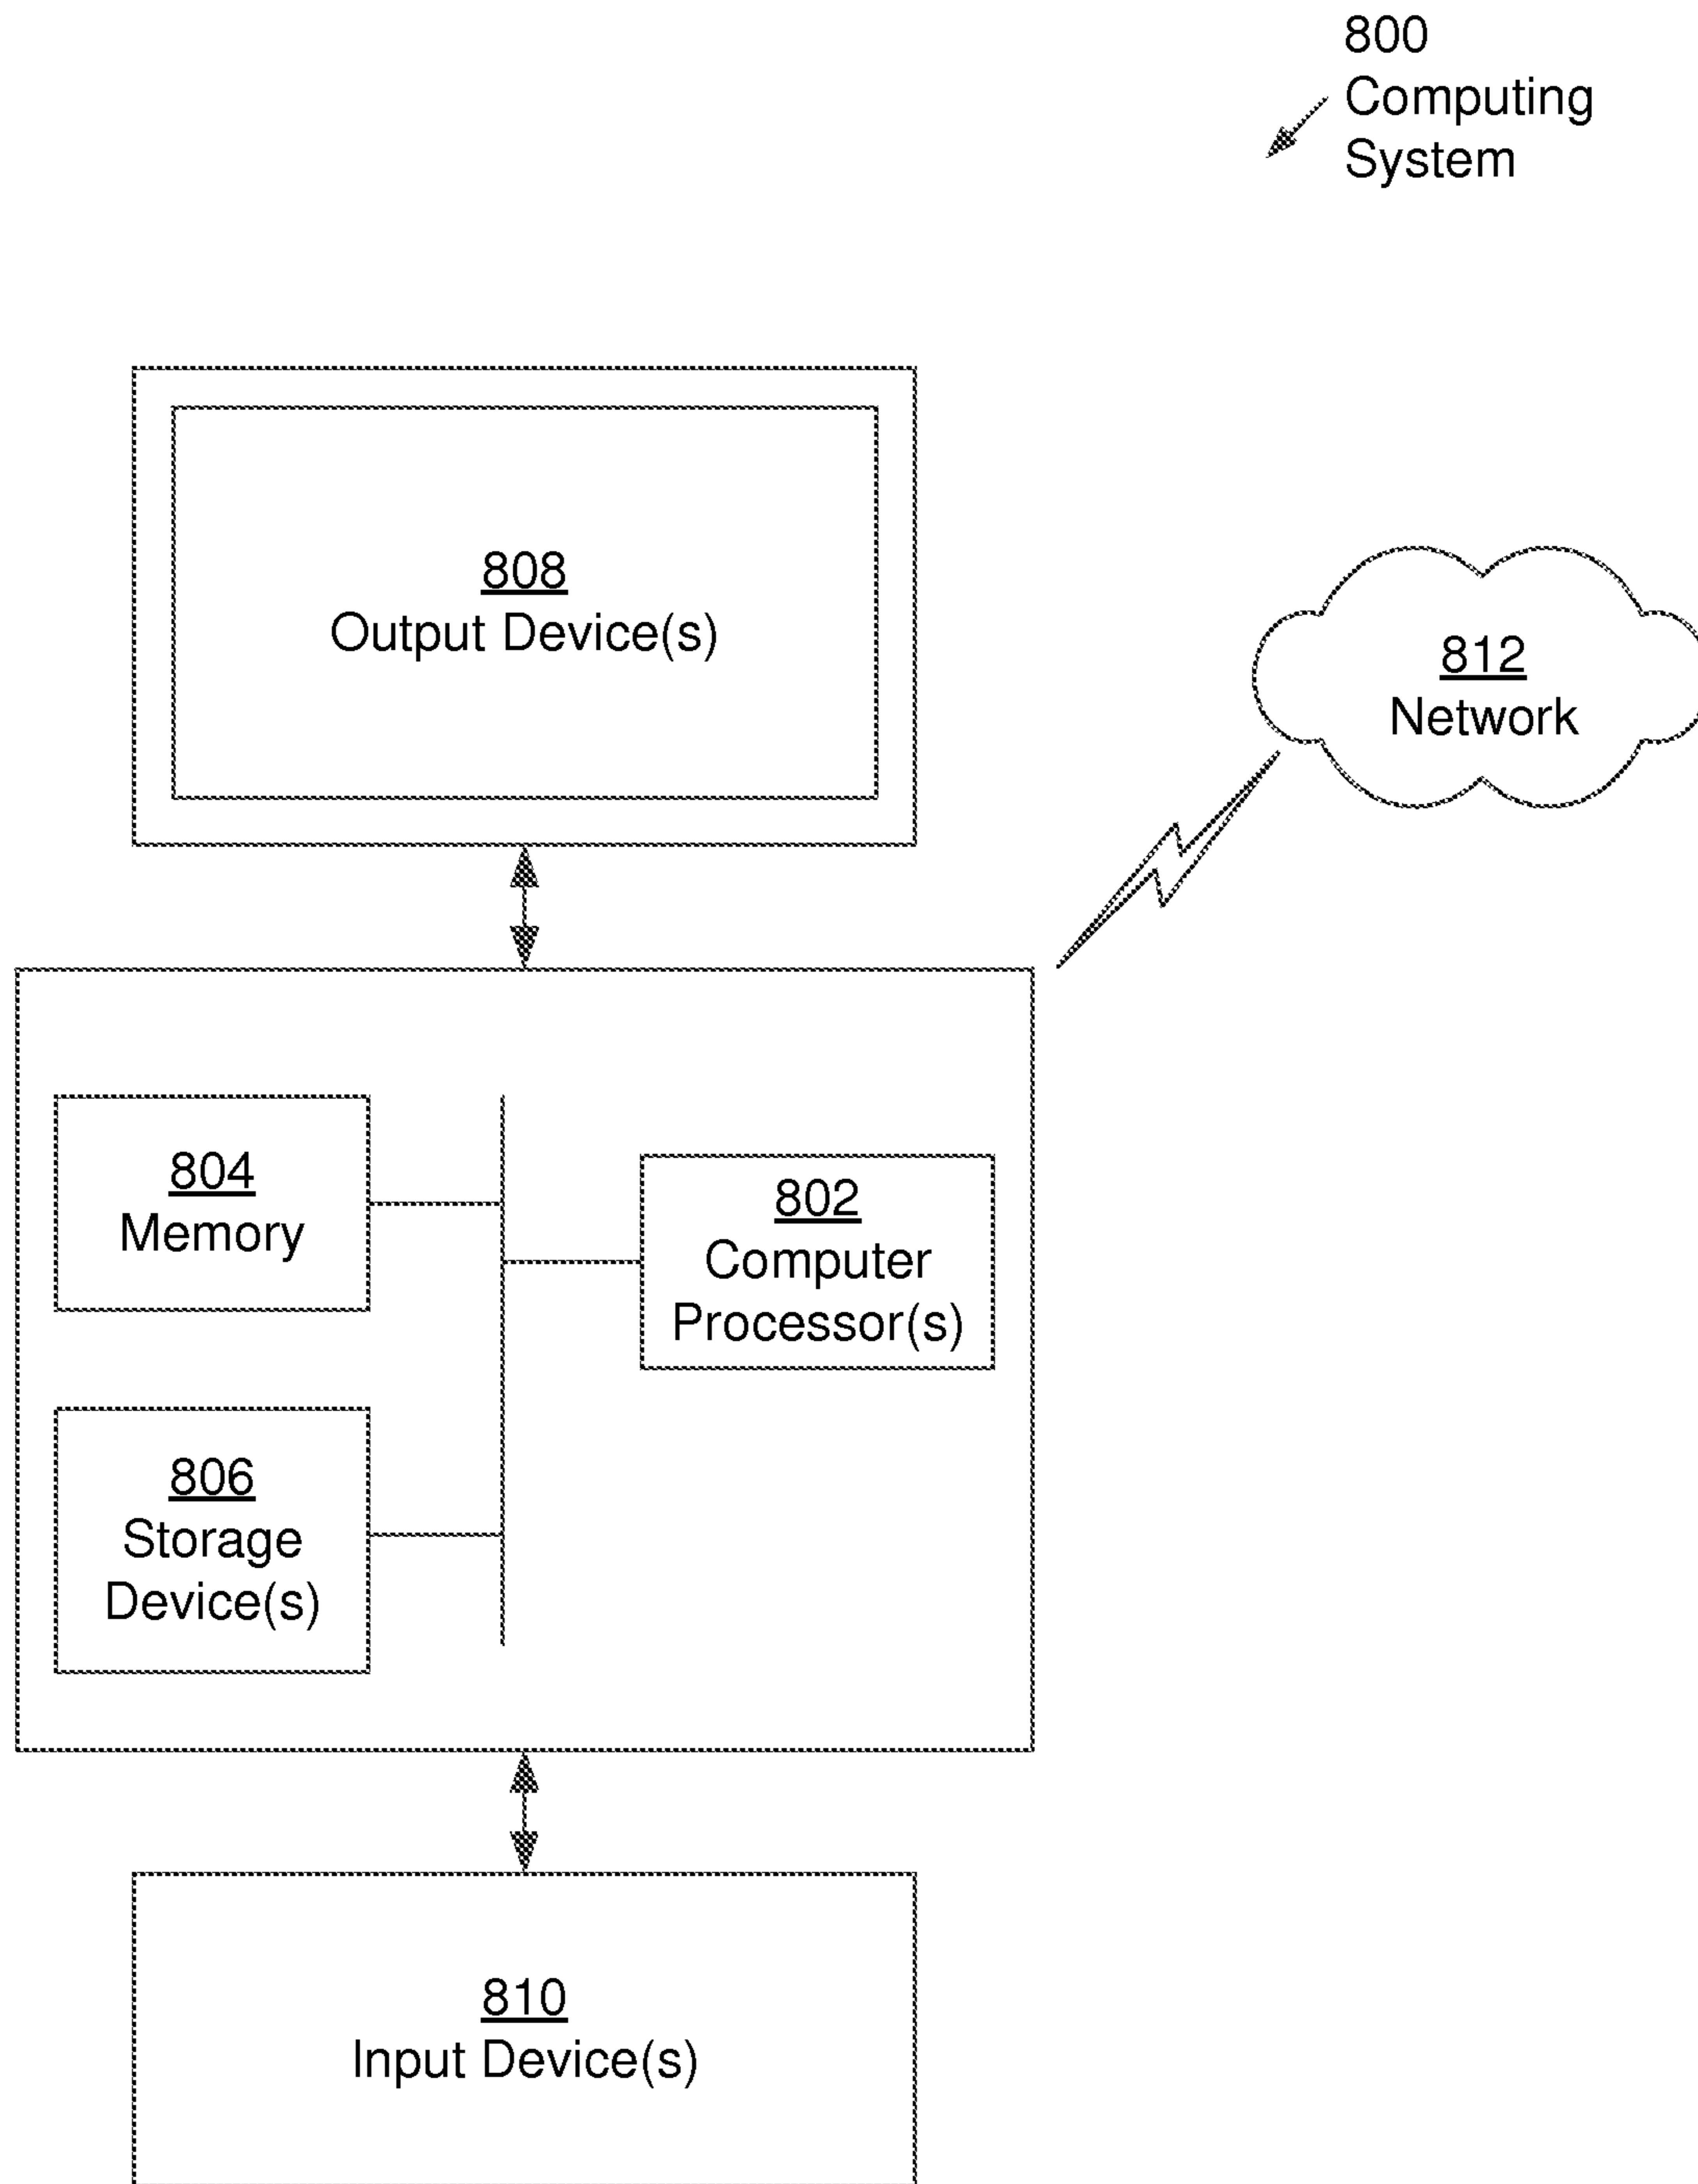 800
Computing
System
808
Output Device(s)
812
Network
804
Memory
802
Computer
Processor(s)
806
Storage
Device(s)
810
Input Device(s)